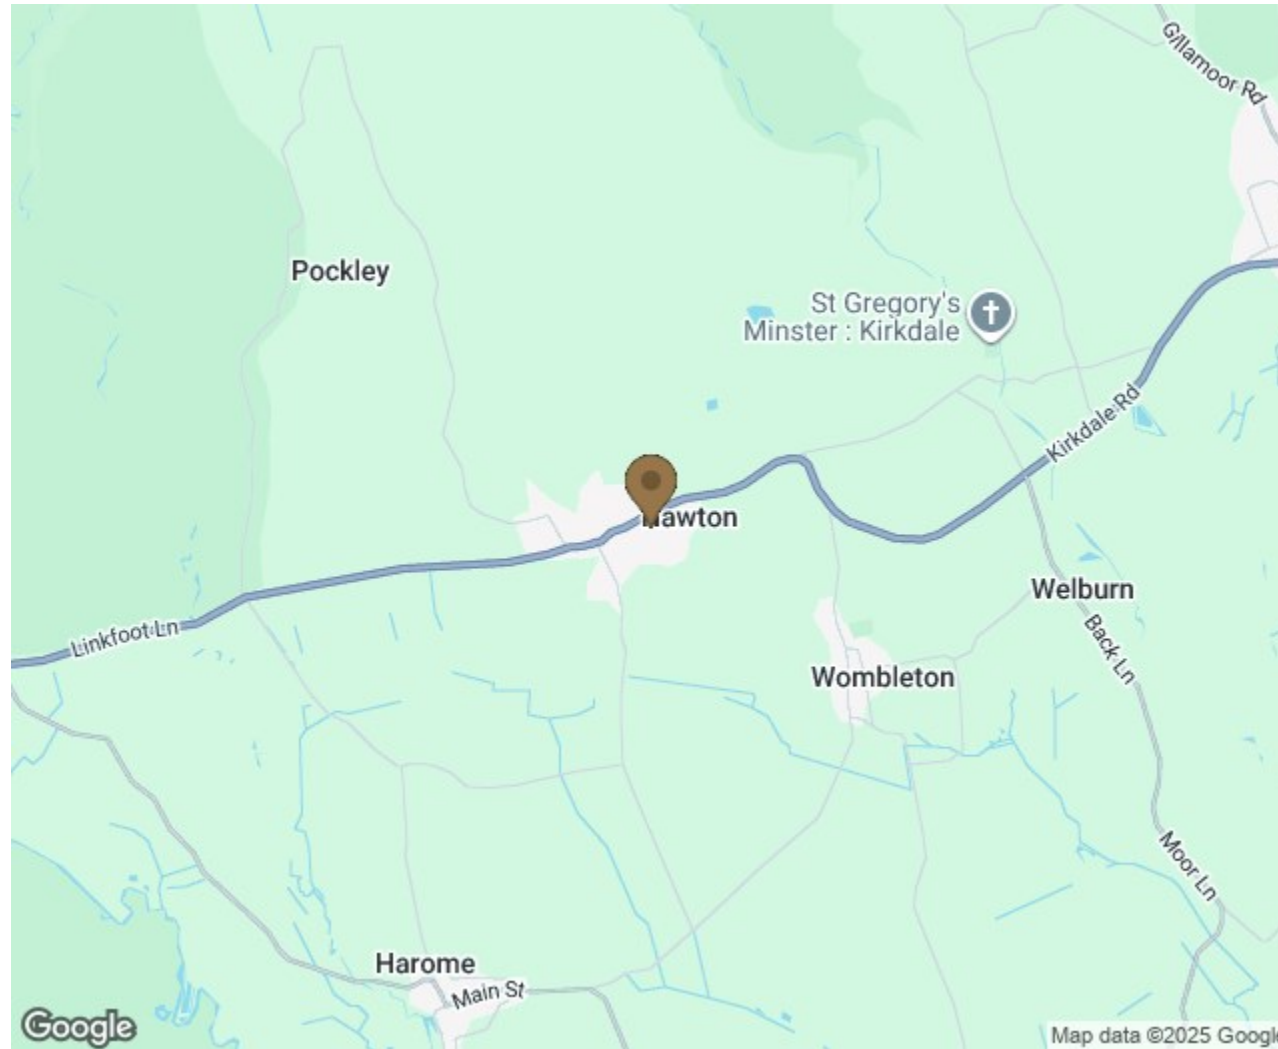 Gillamoor Rd
Pockley
St Gregory's
Minster : Kirkdale
Kirkdale Rd
Nawton
Linkfoot Ln
Welburn
Back Ln
Wombleton
Moor Ln
Harome
Main St
Google
Map data ©2025 Google